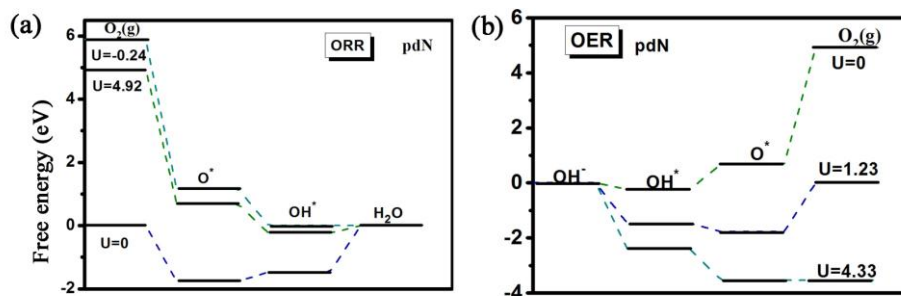 (a)
O₂(g)
U=-0.24
U=4.92
ORR
pdN
O*
OH*
H₂O
U=0
Free energy (eV)
6
4
2
0
-2
(b)
OER
pdN
O₂(g)
U=0
O*
OH⁻
OH*
U=1.23
U=4.33
6
4
2
0
-2
-4